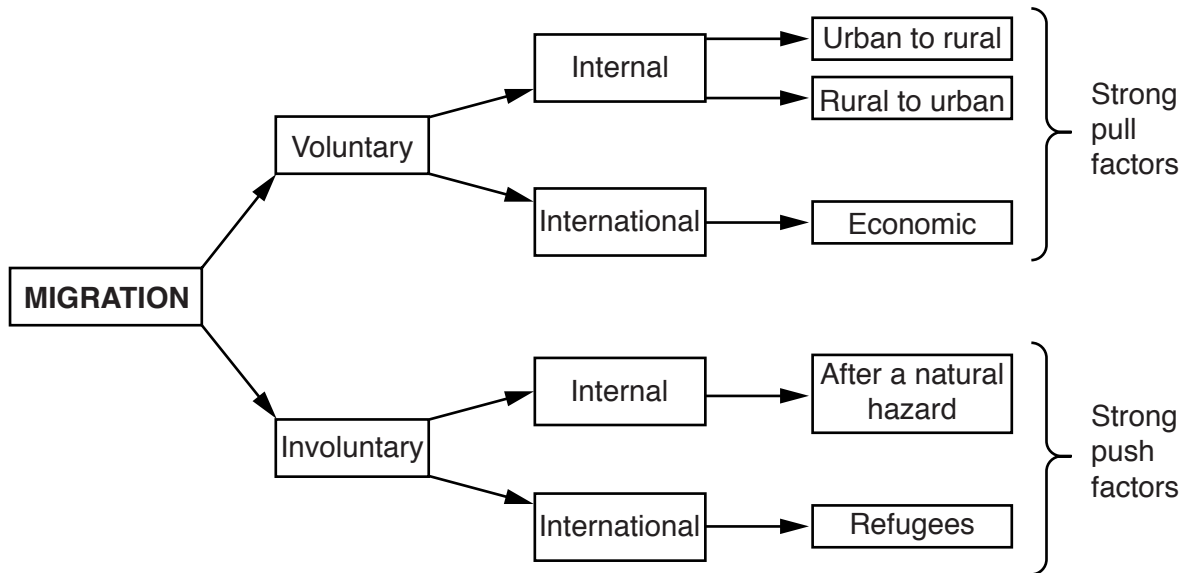 MIGRATION
Voluntary
Internal
Urban to rural
Rural to urban
International
Economic
Strong
pull
factors
Involuntary
Internal
After a natural
hazard
International
Refugees
Strong
push
factors